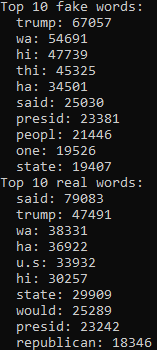 Top 10 fake words:
trump: 67057
wa: 54691
hi: 47739
thi: 45325
ha: 34501
said: 25030
presid: 23381
peopl: 21446
one: 19526
state: 19407
Top 10 real words:
said: 79083
trump: 47491
wa: 38331
ha: 36922
u.s: 33932
hi: 30257
state: 29909
would: 25289
presid: 23242
republican: 18346